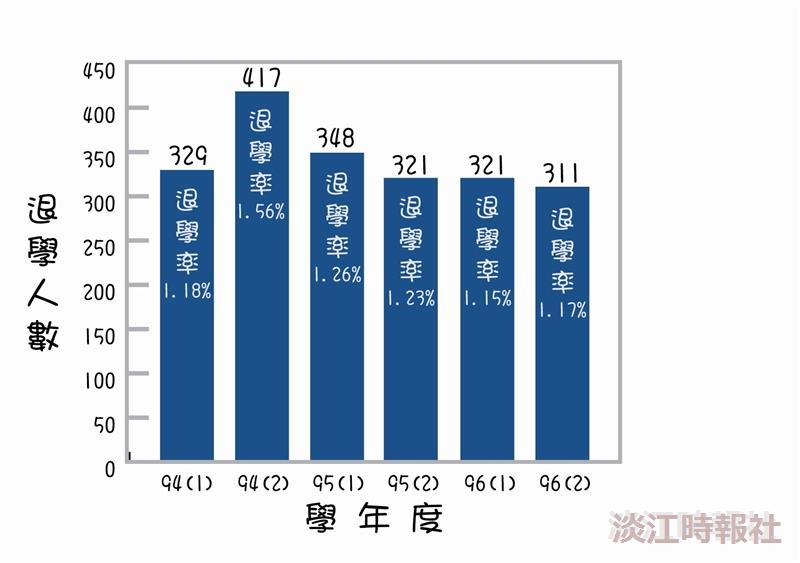 退學人數
450
400
350
300
250
200
150
100
50
0
329
退學率
1.18%
417
退學率
1.56%
348
退學率
1.26%
321
退學率
1.23%
321
退學率
1.15%
311
退學率
1.17%
94(1) 94(2) 95(1) 95(2) 96(1) 96(2)
學年度
淡江時報社